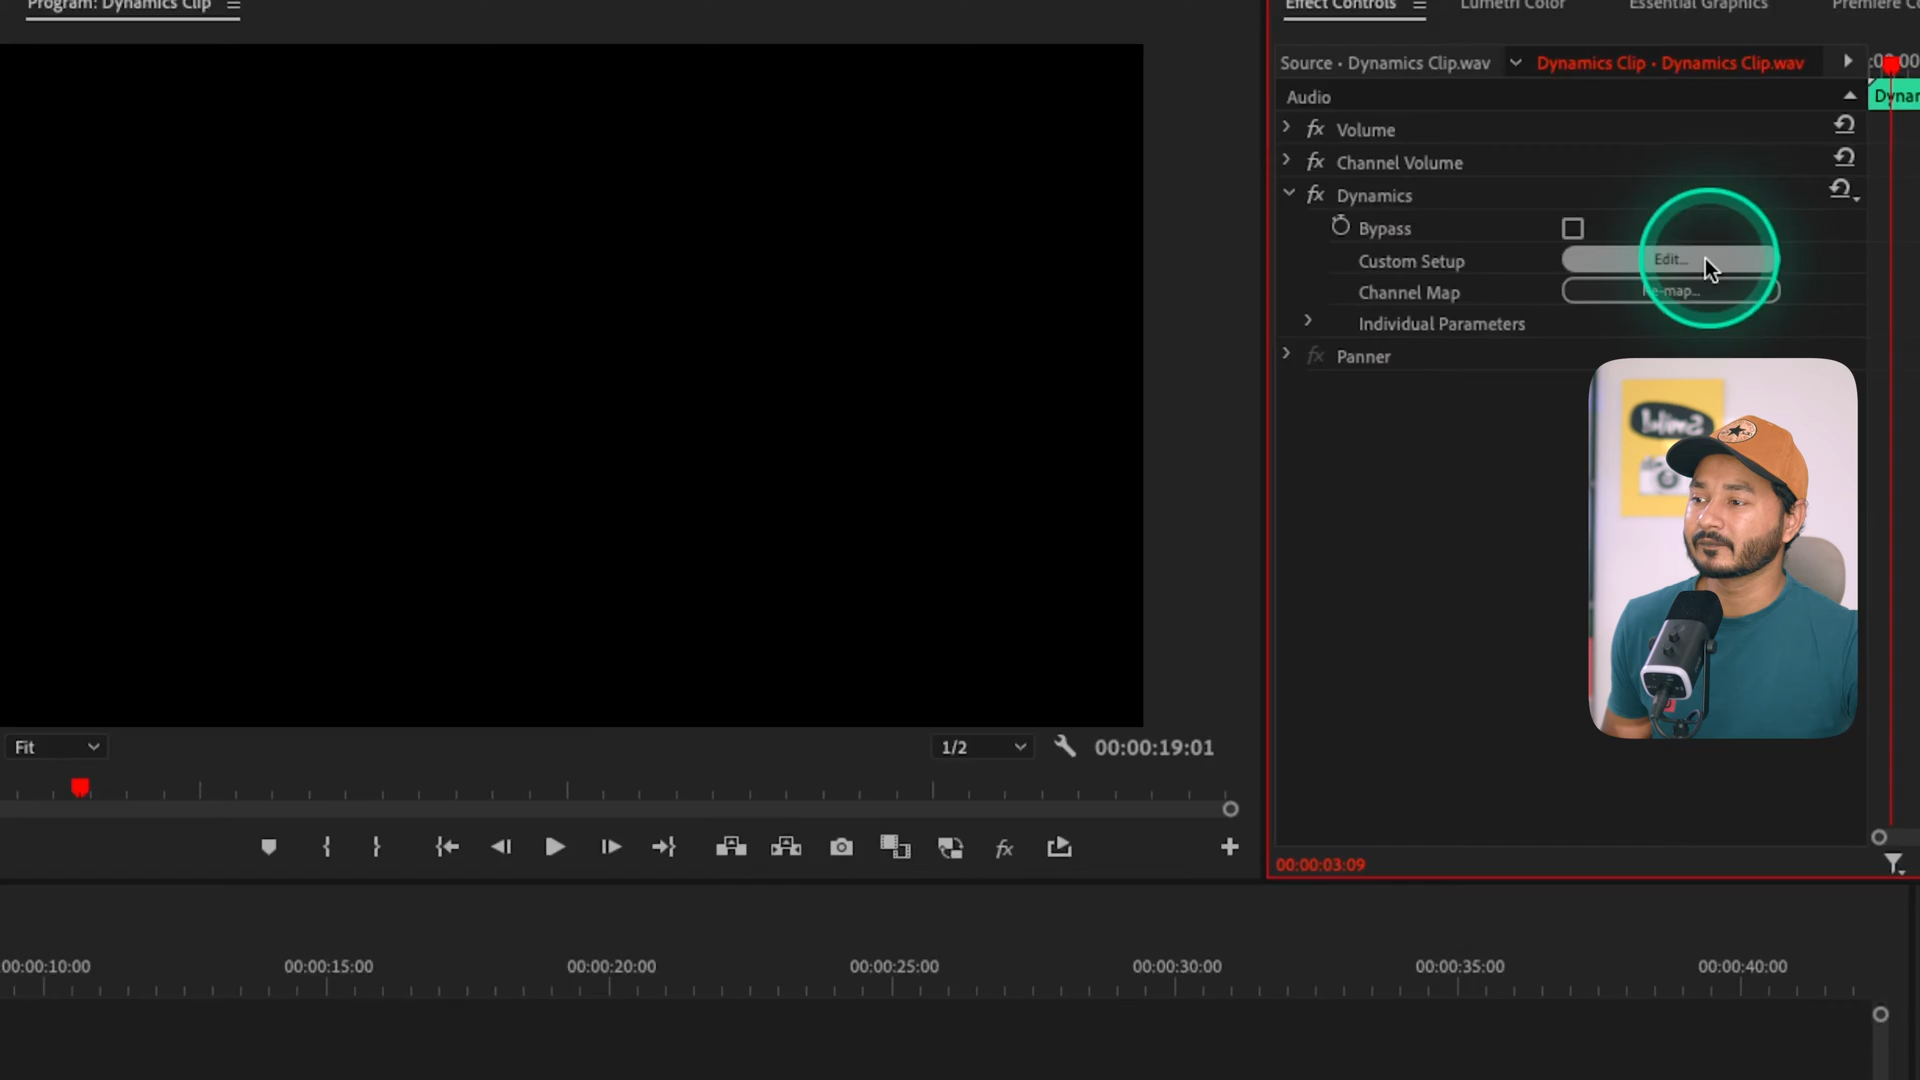 Program: Dynamics Clip
Effect Controls
Lumetri Color
Essential Graphics
Premiere Co
Source • Dynamics Clip.wav
Dynamics Clip • Dynamics Clip.wav
Audio
Dynar
fx Volume
fx Channel Volume
fx Dynamics
Bypass
Custom Setup
Edit...
Channel Map
Individual Parameters
fx Panner
Fit
1/2
00:00:19:01
fx
00:00:03:09
00:00:10:00
00:00:15:00
00:00:20:00
00:00:25:00
00:00:30:00
00:00:35:00
00:00:40:00